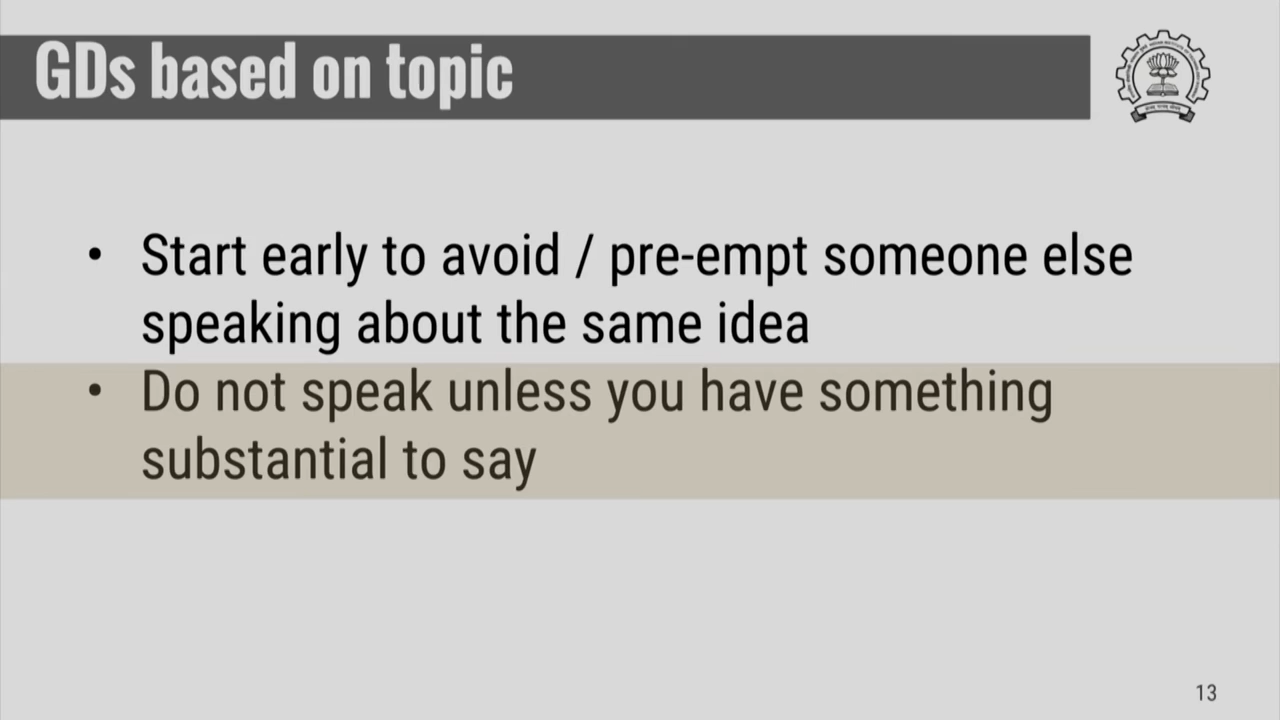 GDs based on topic
• Start early to avoid / pre-empt someone else
speaking about the same idea
• Do not speak unless you have something
substantial to say
13